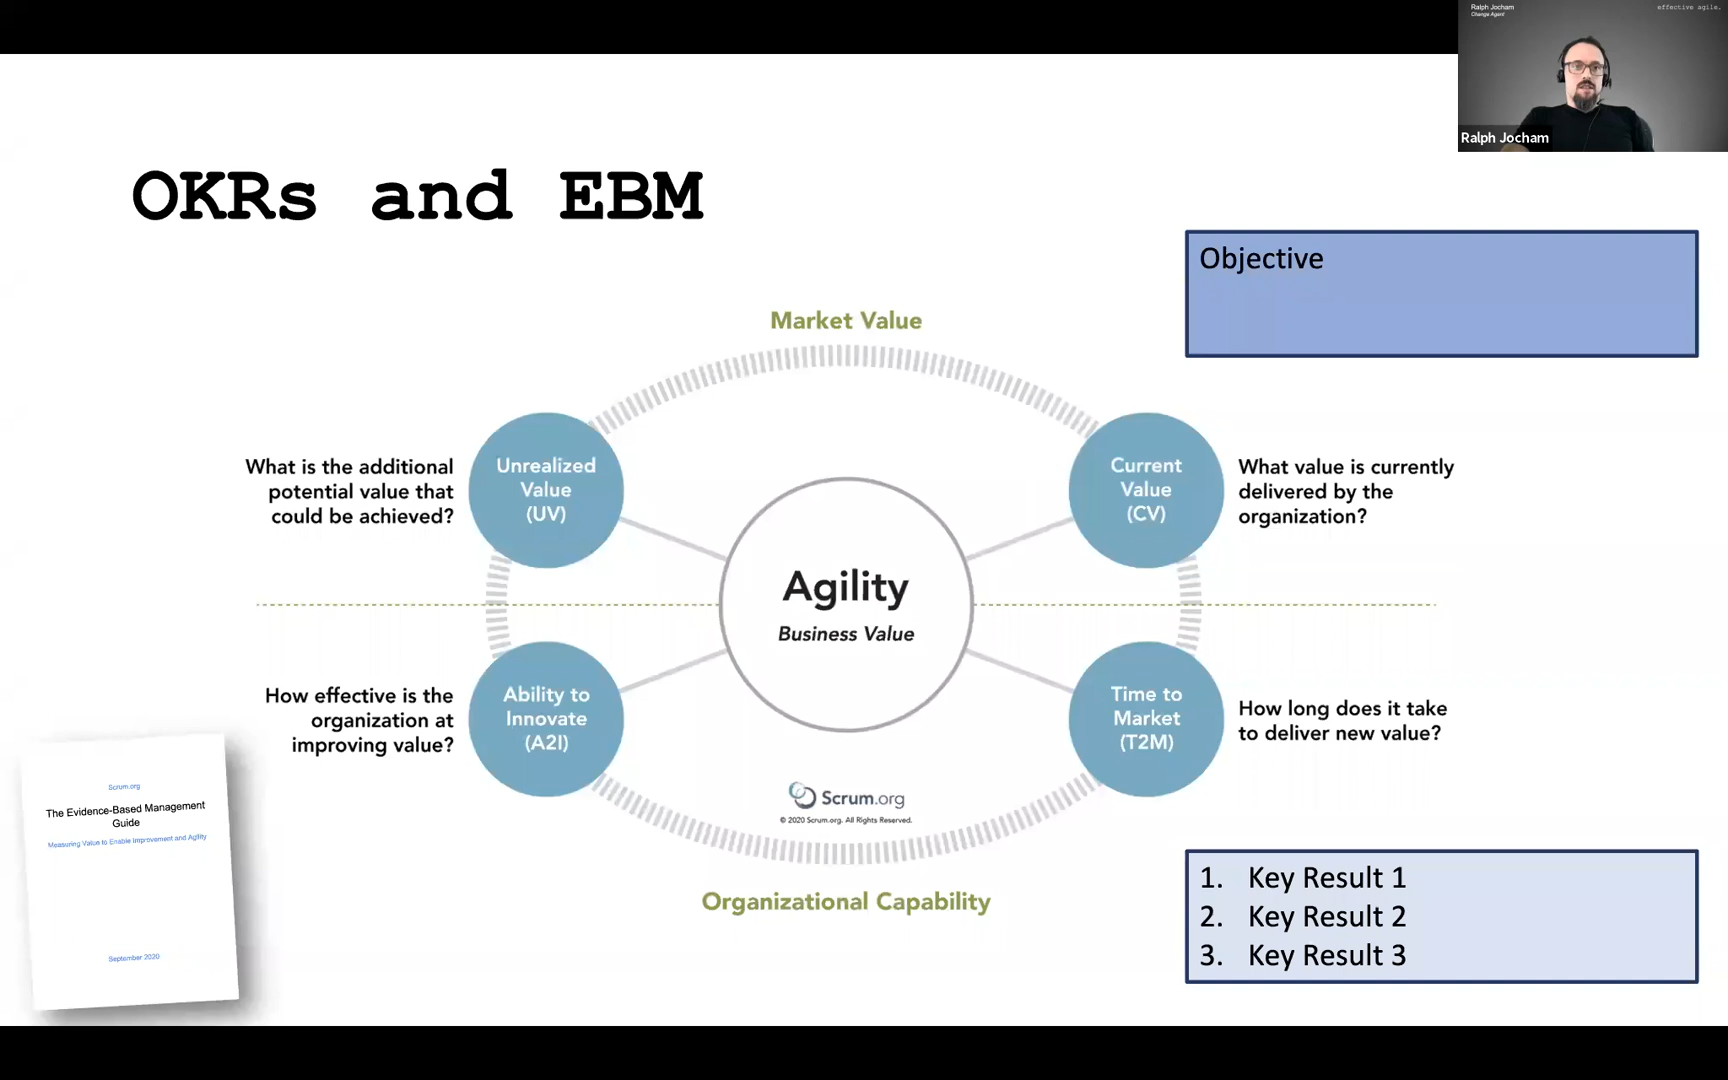 Ralph Jocham
Change Agent
effective agile.
Ralph Jocham
OKRs and EBM
Objective
Market Value
What is the additional
potential value that
could be achieved?
Unrealized
Value
(UV)
Current
Value
(CV)
What value is currently
delivered by the
organization?
Agility
Business Value
How effective is the
organization at
improving value?
Ability to
Innovate
(A2I)
Time to
Market
(T2M)
How long does it take
to deliver new value?
Scrum.org
© 2020 Scrum.org. All Rights Reserved.
Organizational Capability
Scrum.org
The Evidence-Based Management
Guide
Measuring Value to Enable Improvement and Agility
September 2020
1. Key Result 1
2. Key Result 2
3. Key Result 3